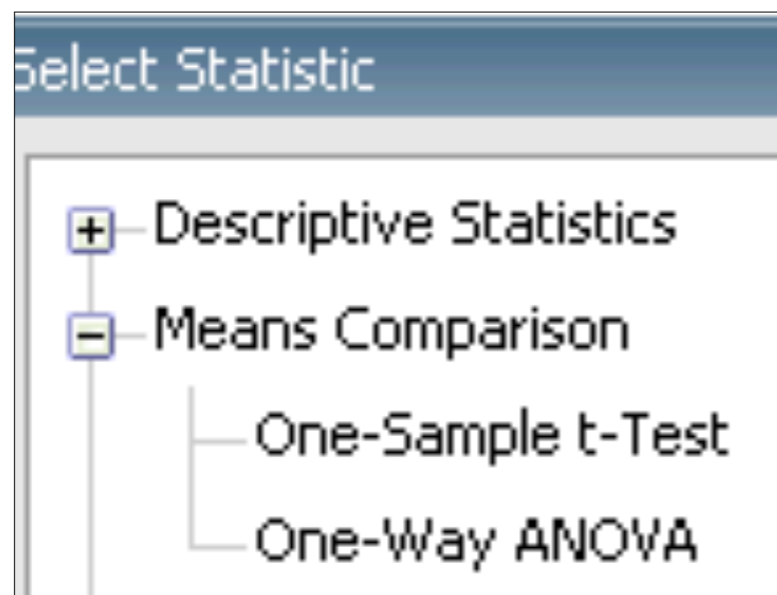 Select Statistic
Descriptive Statistics
Means Comparison
One-Sample t-Test
One-Way ANOVA